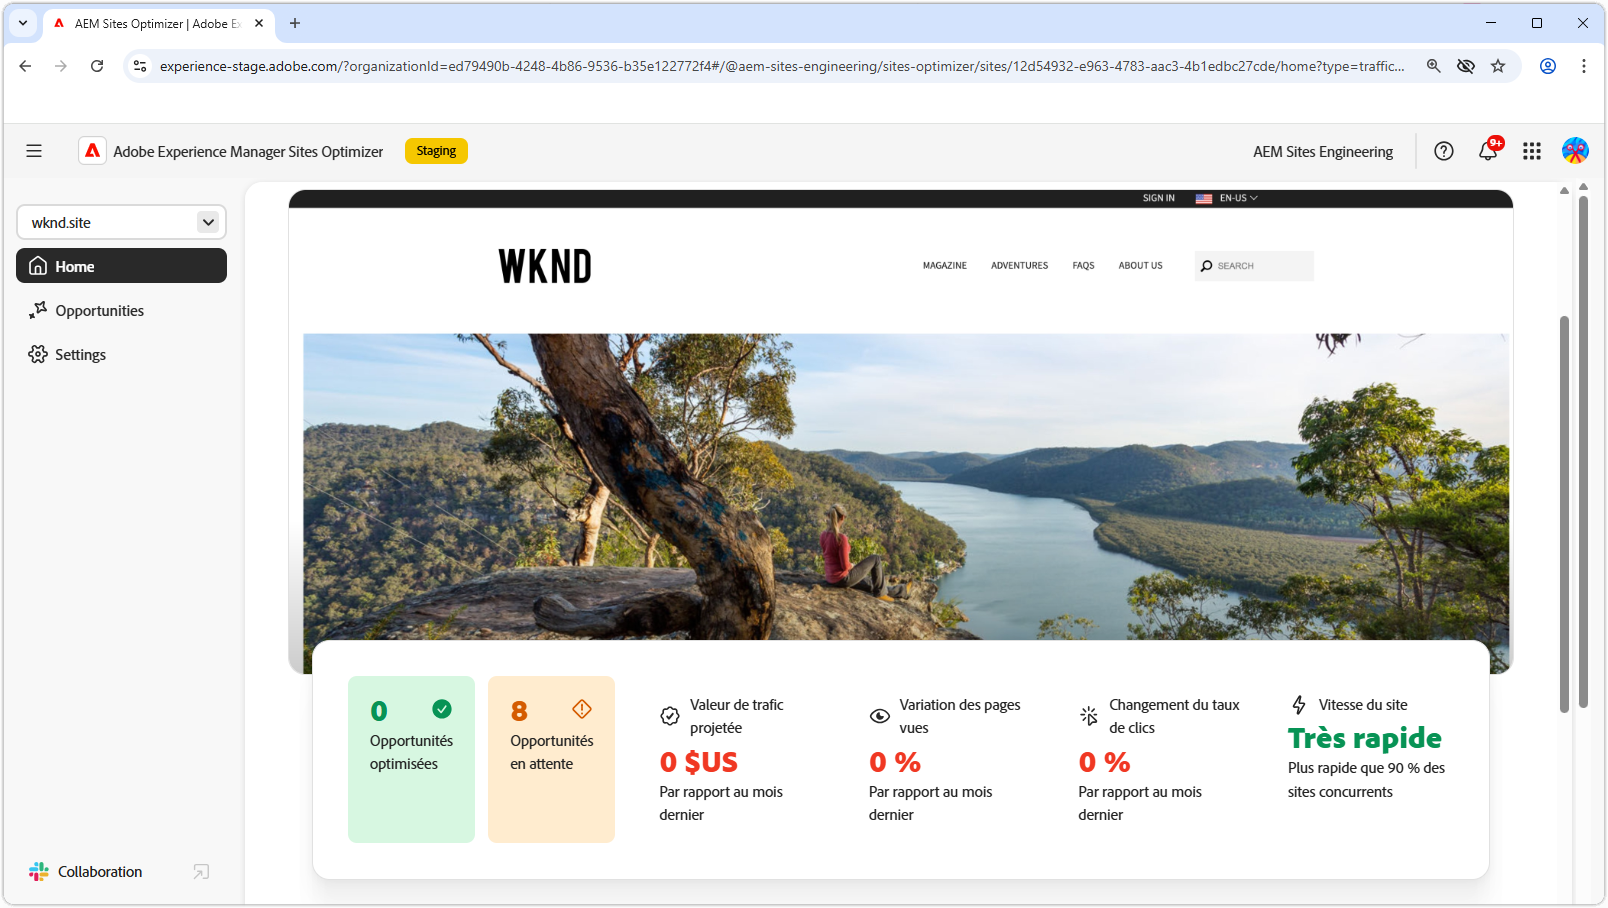 AEM Sites Optimizer | Adobe Ex
experience-stage.adobe.com/?organizationId=ed79490b-4248-4b86-9536-b35e122772f4#/@aem-sites-engineering/sites-optimizer/sites/12d54932-e963-4783-aac3-4b1edbc27cde/home?type=traffic...
Adobe Experience Manager Sites Optimizer
Staging
AEM Sites Engineering
9+
wknd.site
Home
Opportunities
Settings
Collaboration
SIGN IN
EN-US
WKND
MAGAZINE
ADVENTURES
FAQS
ABOUT US
SEARCH
0
Opportunités
optimisées
8
Opportunités
en attente
Valeur de trafic
projetée
0 $US
Par rapport au mois
dernier
Variation des pages
vues
0 %
Par rapport au mois
dernier
Changement du taux
de clics
0 %
Par rapport au mois
dernier
Vitesse du site
Très rapide
Plus rapide que 90 % des
sites concurrents